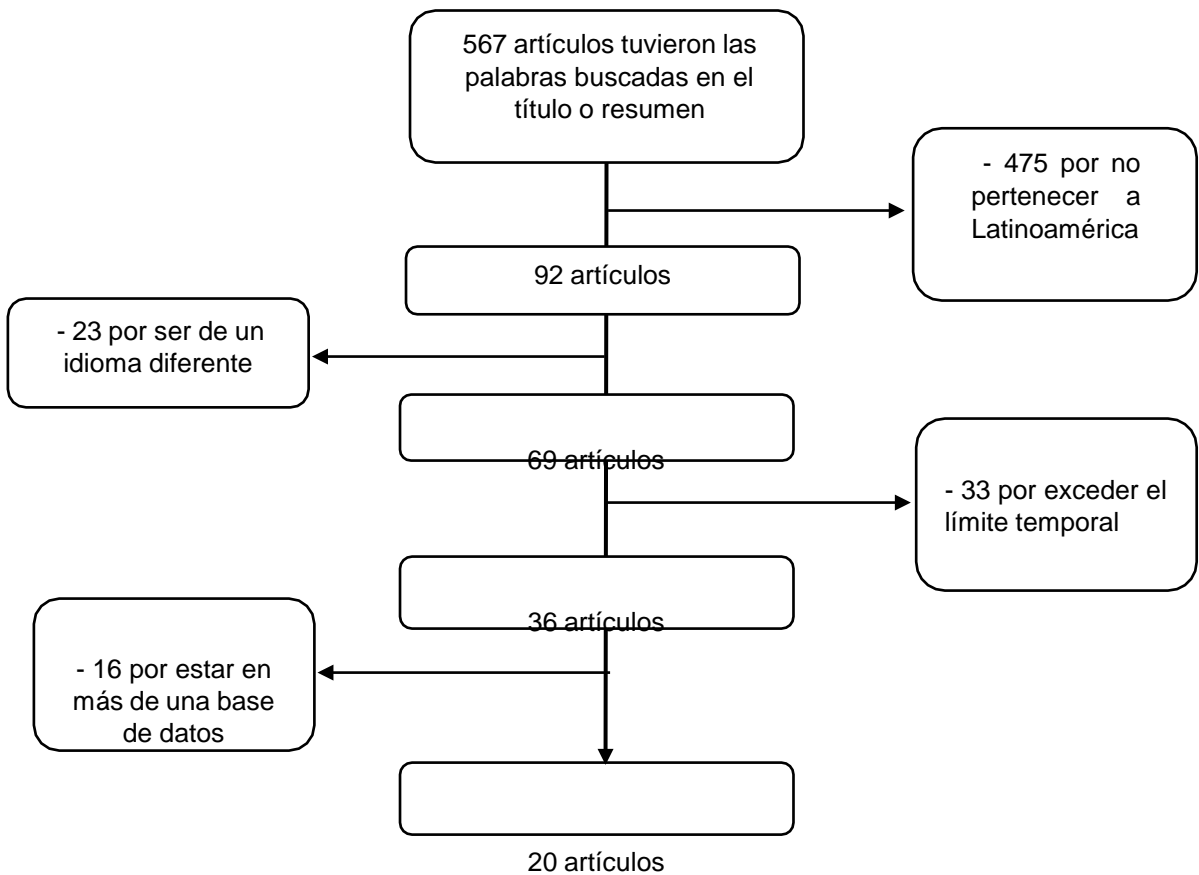 567 artículos tuvieron las
palabras buscadas en el
título o resumen
- 475 por no
pertenecer a
Latinoamérica
92 artículos
- 23 por ser de un
idioma diferente
69 artículos
- 33 por exceder el
límite temporal
36 artículos
- 16 por estar en
más de una base
de datos
20 artículos